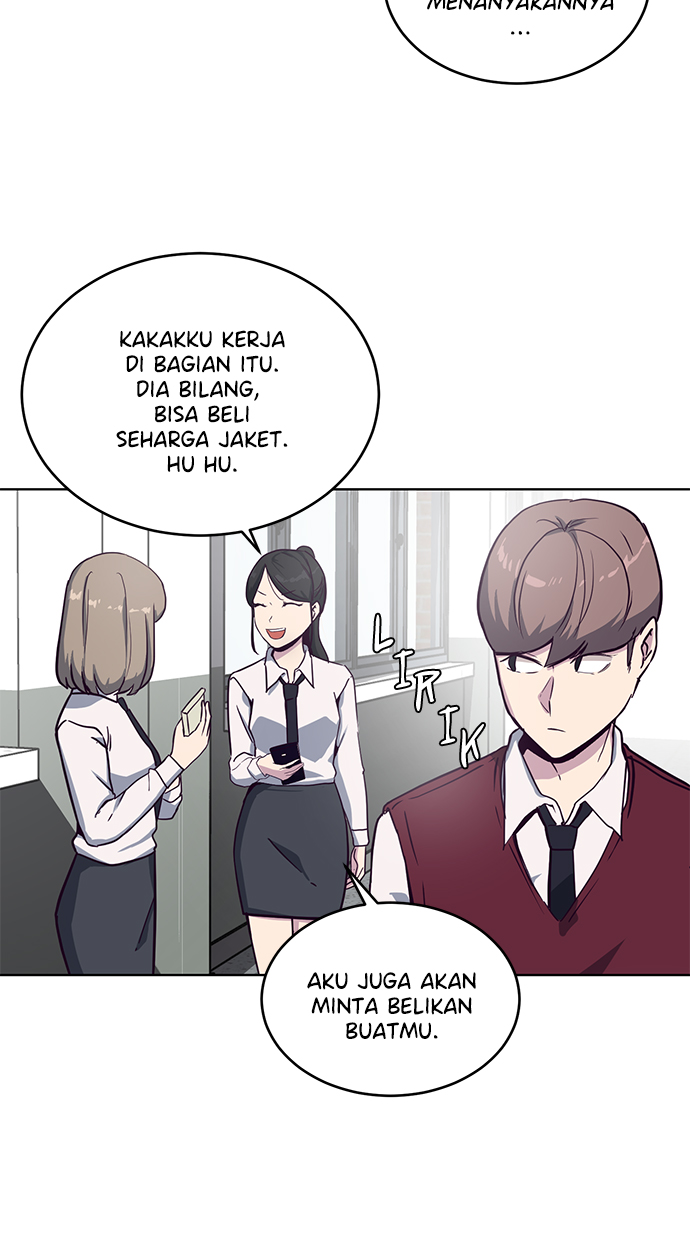 MENANYAKANNYA
...
KAKAKKU KERJA
DI BAGIAN ITU.
DIA BILANG,
BISA BELI
SEHARGA JAKET.
HU HU.
LIRIK
AKU JUGA AKAN
MINTA BELIKAN
BUATMU.